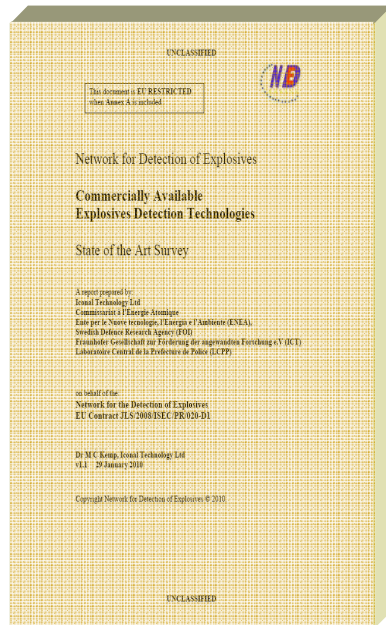 UNCLASSIFIED
NDE
This document is EU RESTRICTED
when Annex A is included
Network for Detection of Explosives
Commercially Available
Explosives Detection Technologies
State of the Art Survey
A report prepared by:
Iconal Technology Ltd
Commissariat à l'Energie Atomique
Ente per le Nuove tecnologie, l'Energia e l'Ambiente (ENEA),
Swedish Defence Research Agency (FOI)
Fraunhofer Gesellschaft zur Förderung der angewandten Forschung e.V (ICT)
Laboratoire Central de la Prefecture de Police (LCPP)
on behalf of the:
Network for the Detection of Explosives
EU Contract JLS/2008/ISEC/PR/020-D1
Dr M C Kemp, Iconal Technology Ltd
v1.1 29 January 2010
Copyright Network for Detection of Explosives © 2010
UNCLASSIFIED